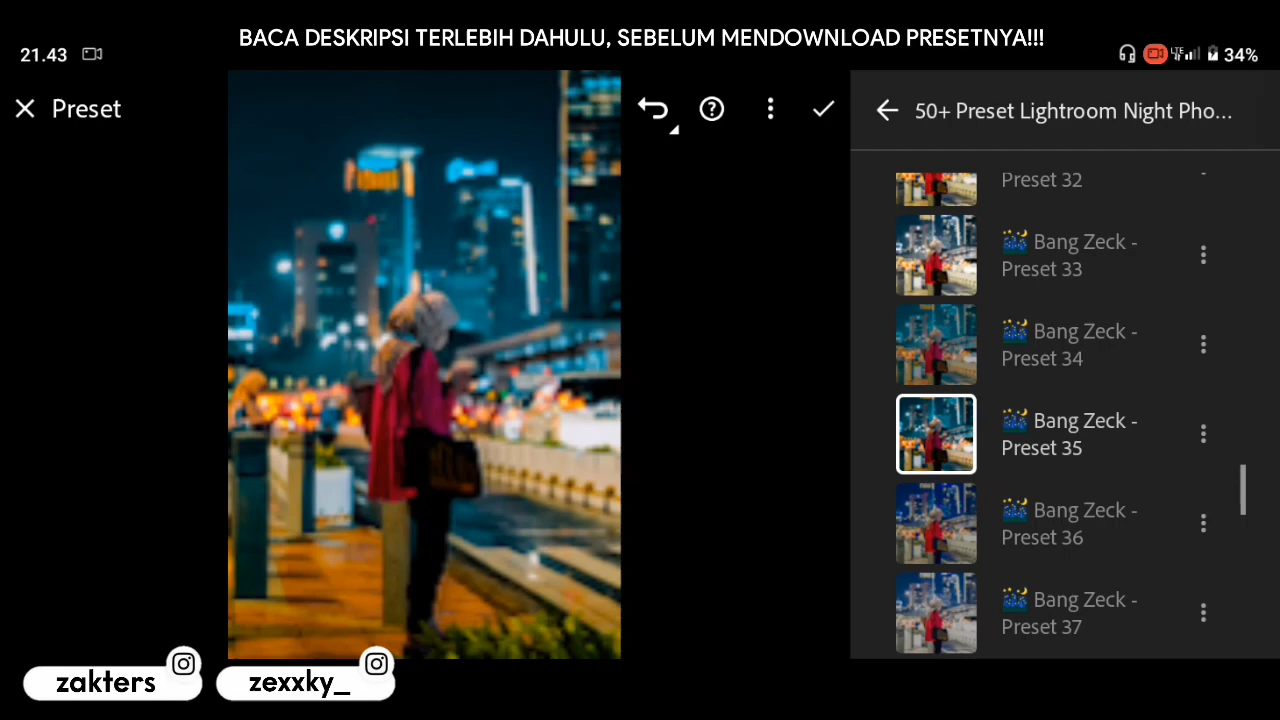 BACA DESKRIPSI TERLEBIH DAHULU, SEBELUM MENDOWNLOAD PRESETNYA!!!
21.43
LTE
34%
Preset
50+ Preset Lightroom Night Pho...
Preset 32
Bang Zeck -
Preset 33
Bang Zeck -
Preset 34
Bang Zeck -
Preset 35
Bang Zeck -
Preset 36
Bang Zeck -
Preset 37
zakters
zexxky_